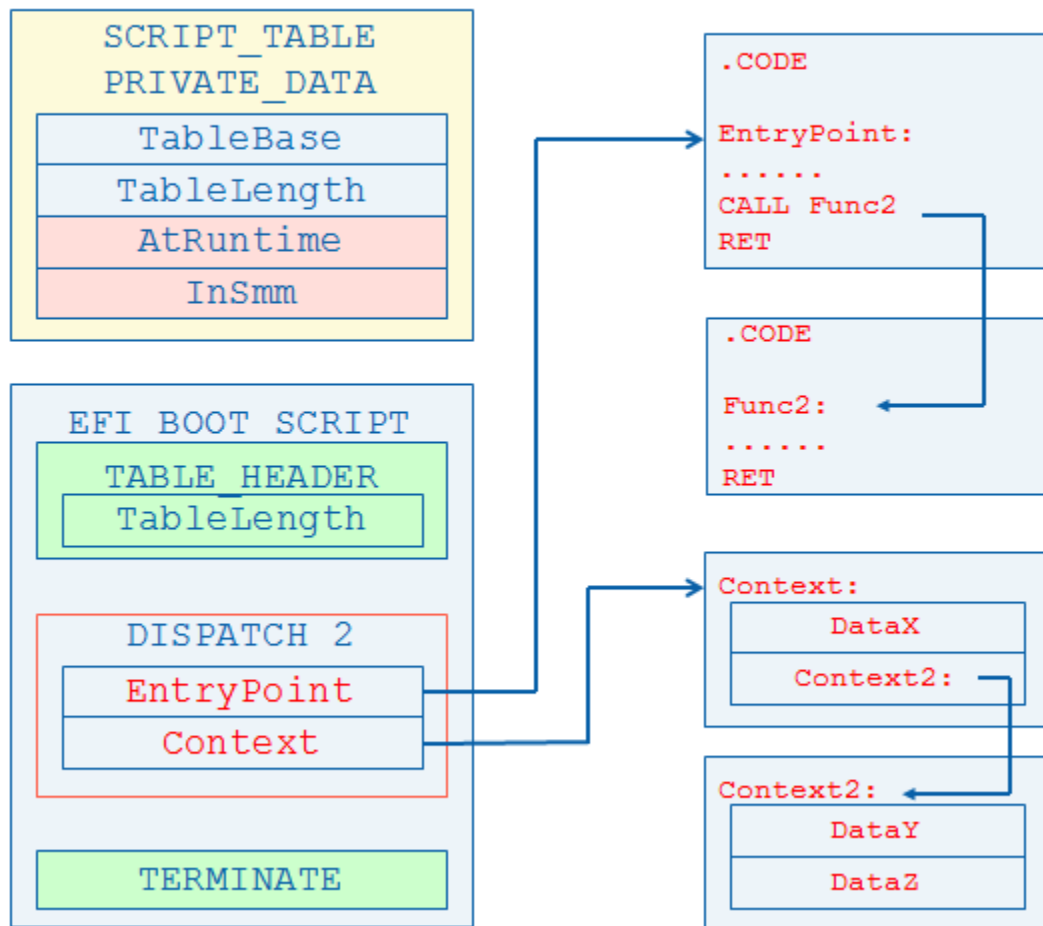 SCRIPT_TABLE
PRIVATE_DATA
TableBase
TableLength
AtRuntime
InSmm
EFI BOOT SCRIPT
TABLE_HEADER
TableLength
DISPATCH 2
EntryPoint
Context
TERMINATE
.CODE
EntryPoint:
......
CALL Func2
RET
.CODE
Func2:
......
RET
Context:
DataX
Context2:
Context2:
DataY
DataZ